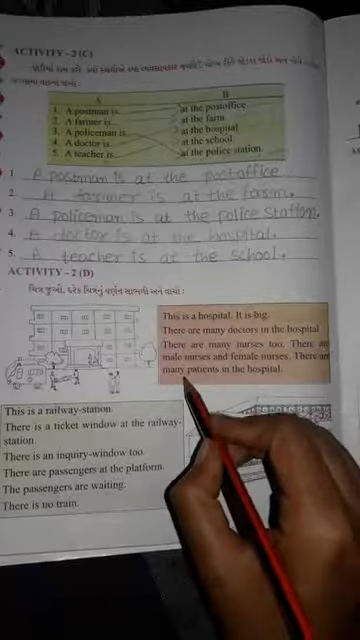 ACTIVITY - 2 (C)
A B
1. A postman is at the postoffice
2. A farmer is at the farm
3. A policeman is at the hospital
4. A doctor is at the school
5. A teacher is at the police station.
1. A postman is at the postoffice
2. A farmer is at the farm.
3 A policeman is at the police station.
4. A doctor is at the hospital.
5. A teacher is at the school.
ACTIVITY - 2 (D)
ચિત્ર જુઓ, દરેક ચિત્રનું વર્ણન સાંભળો અને વાંચો :
This is a hospital. It is big.
There are many doctors in the hospital
There are many nurses too. There are
male nurses and female nurses. There are
many patients in the hospital.
This is a railway-station.
There is a ticket window at the railway-
station.
There is an inquiry-window too.
There are passengers at the platform.
The passengers are waiting.
There is no train.